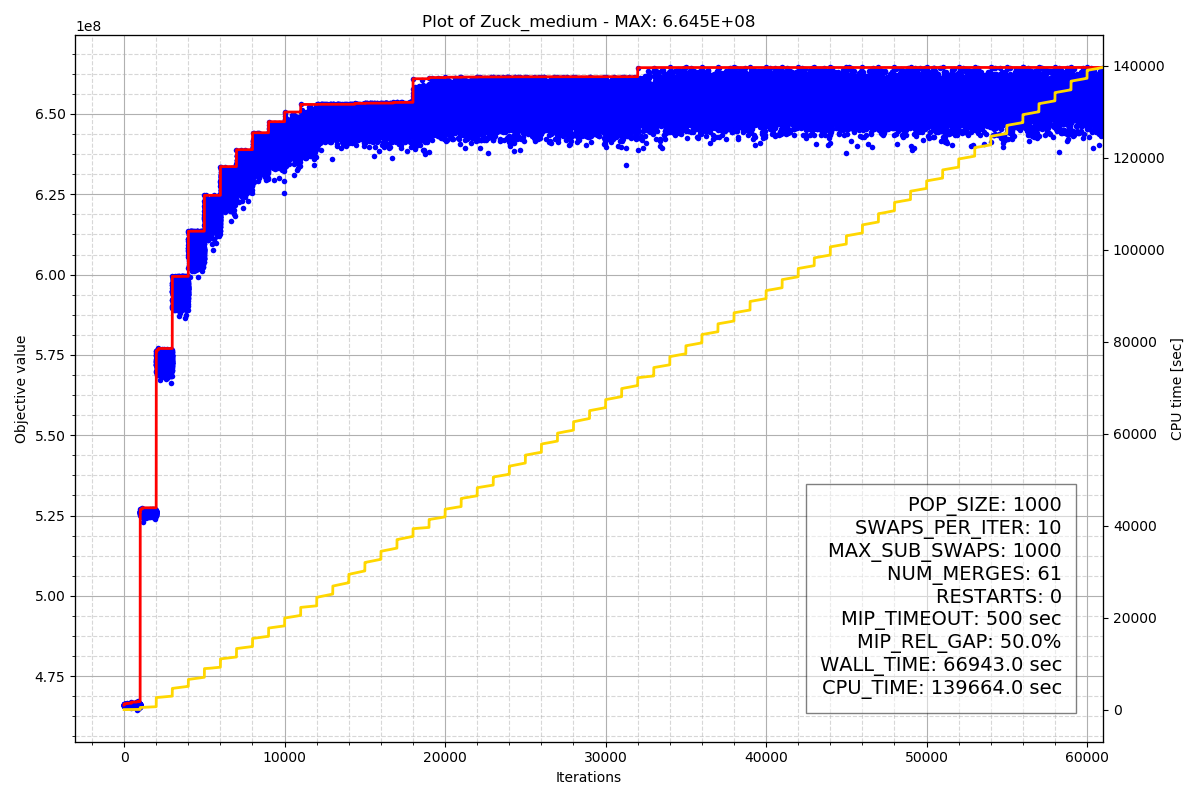 Plot of Zuck_medium - MAX: 6.645E+08
1e8
6.50
6.25
6.00
5.75
5.50
5.25
5.00
4.75
Objective value
140000
120000
100000
80000
60000
40000
20000
0
CPU time [sec]
POP_SIZE: 1000
SWAPS_PER_ITER: 10
MAX_SUB_SWAPS: 1000
NUM_MERGES: 61
RESTARTS: 0
MIP_TIMEOUT: 500 sec
MIP_REL_GAP: 50.0%
WALL_TIME: 66943.0 sec
CPU_TIME: 139664.0 sec
0 10000 20000 30000 40000 50000 60000
Iterations